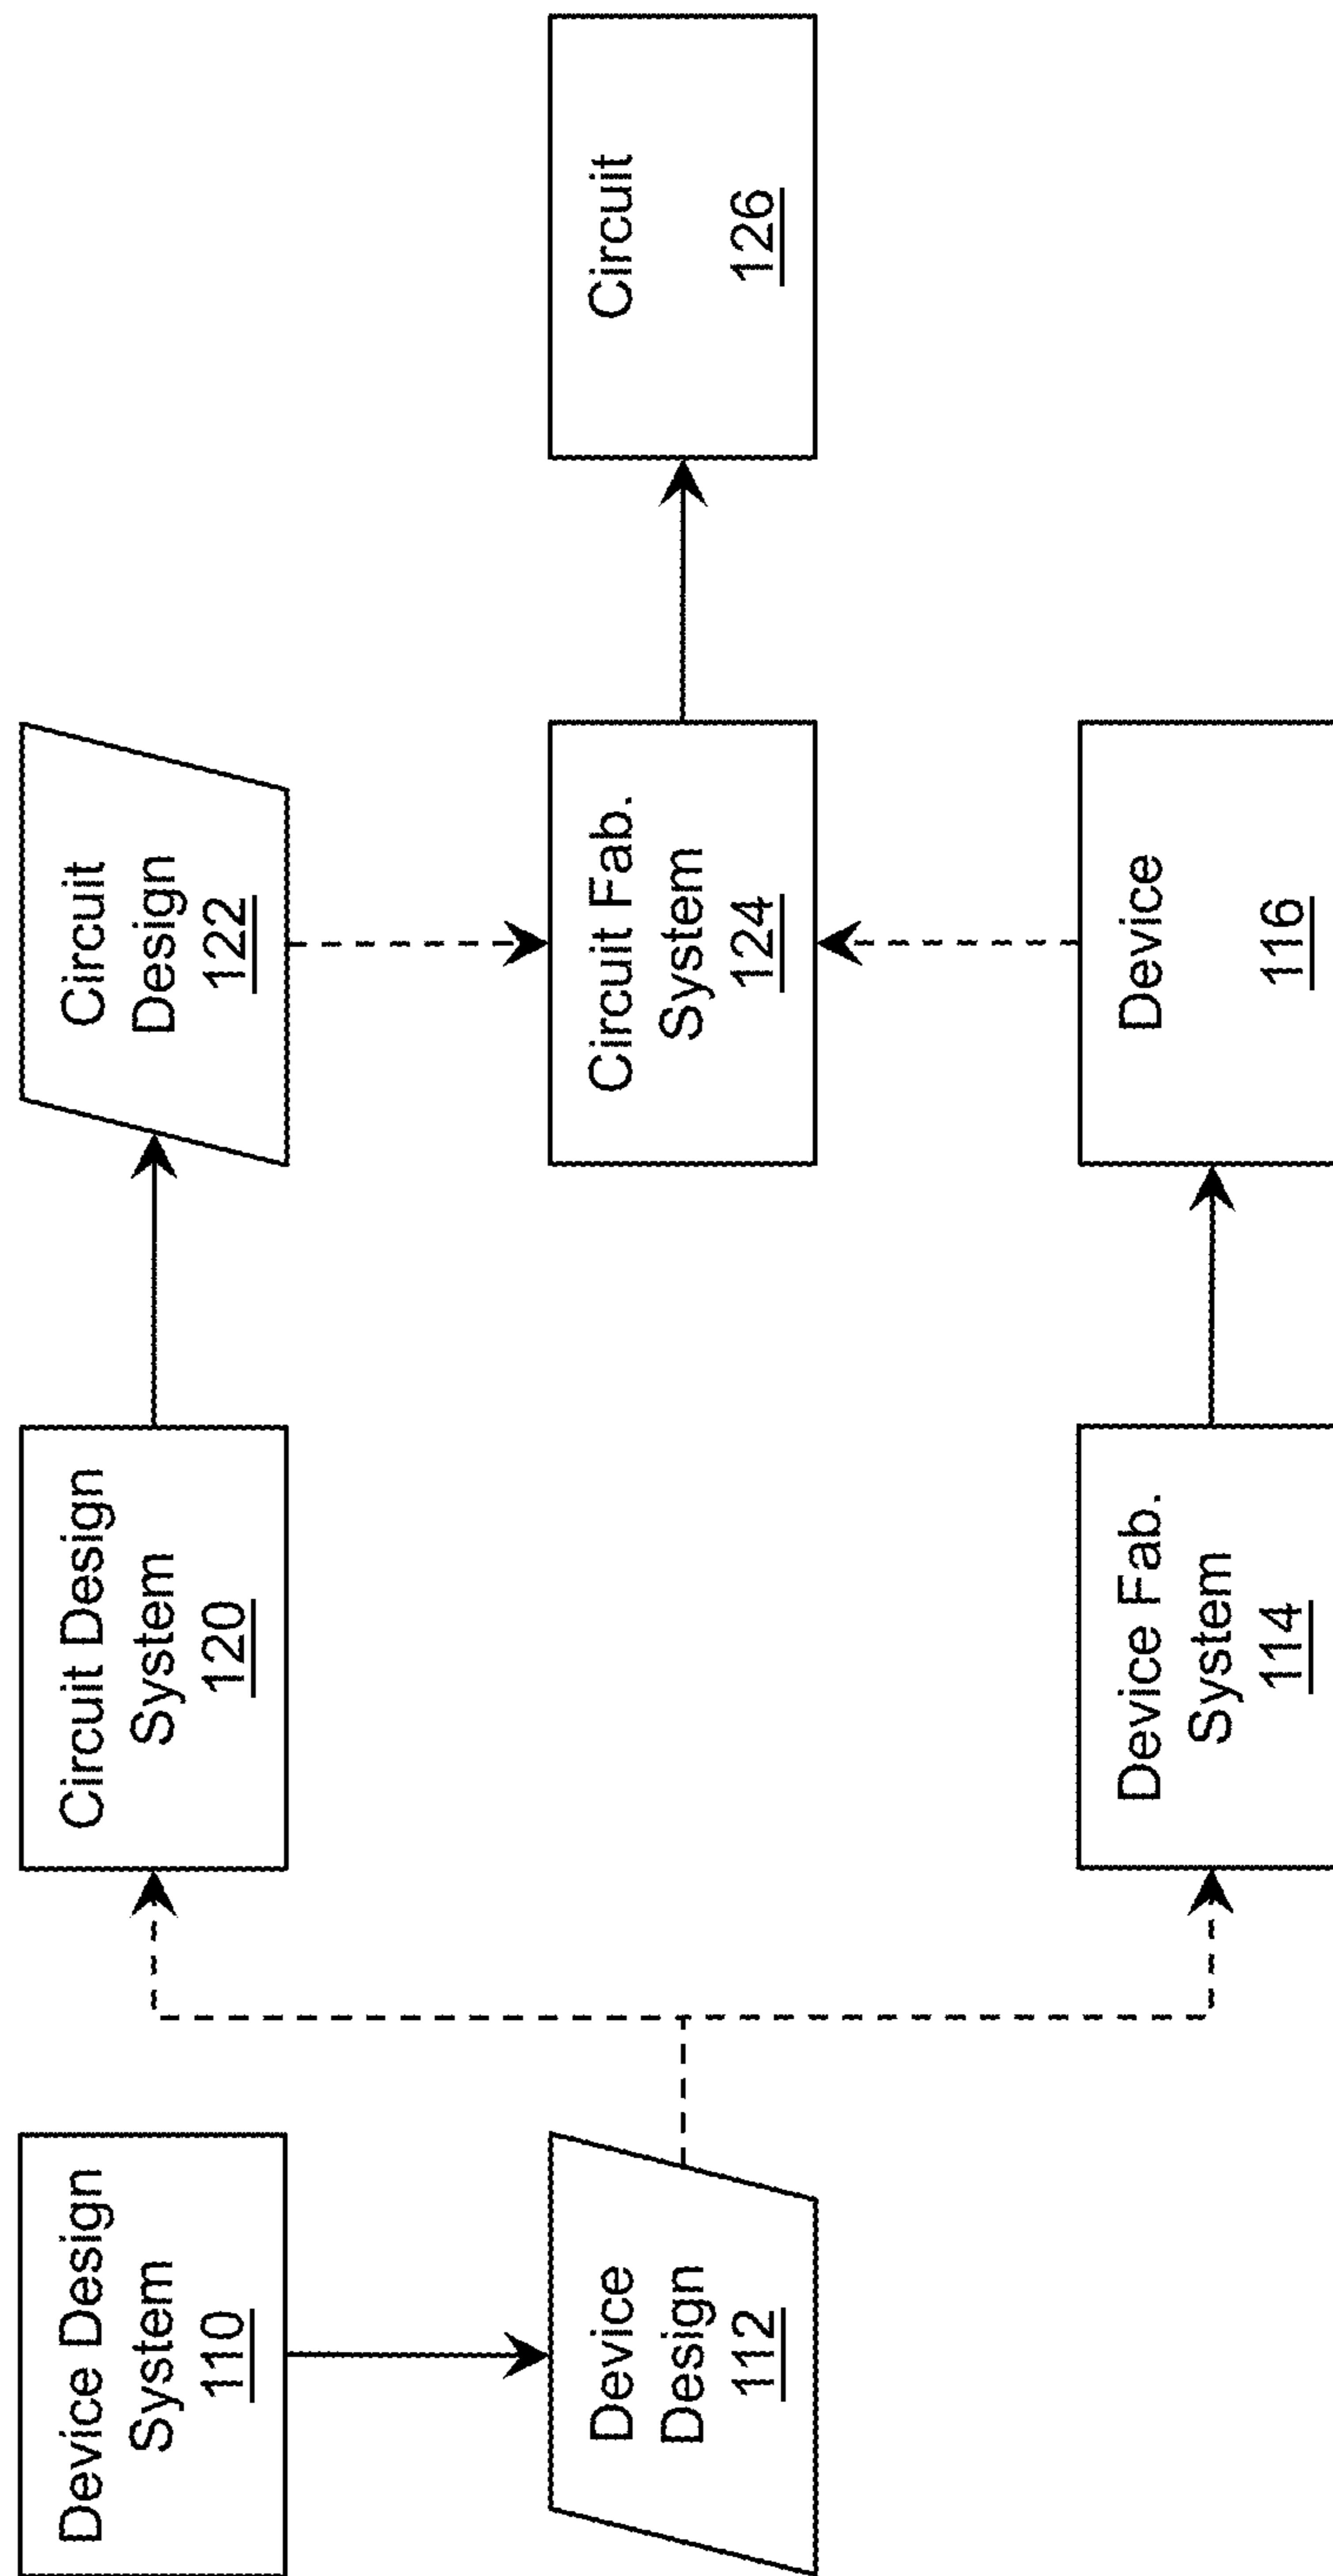 Device Design
System
110
Device
Design
112
Circuit Design
System
120
Device Fab.
System
114
Circuit
Design
122
Circuit Fab.
System
124
Device
116
Circuit
126